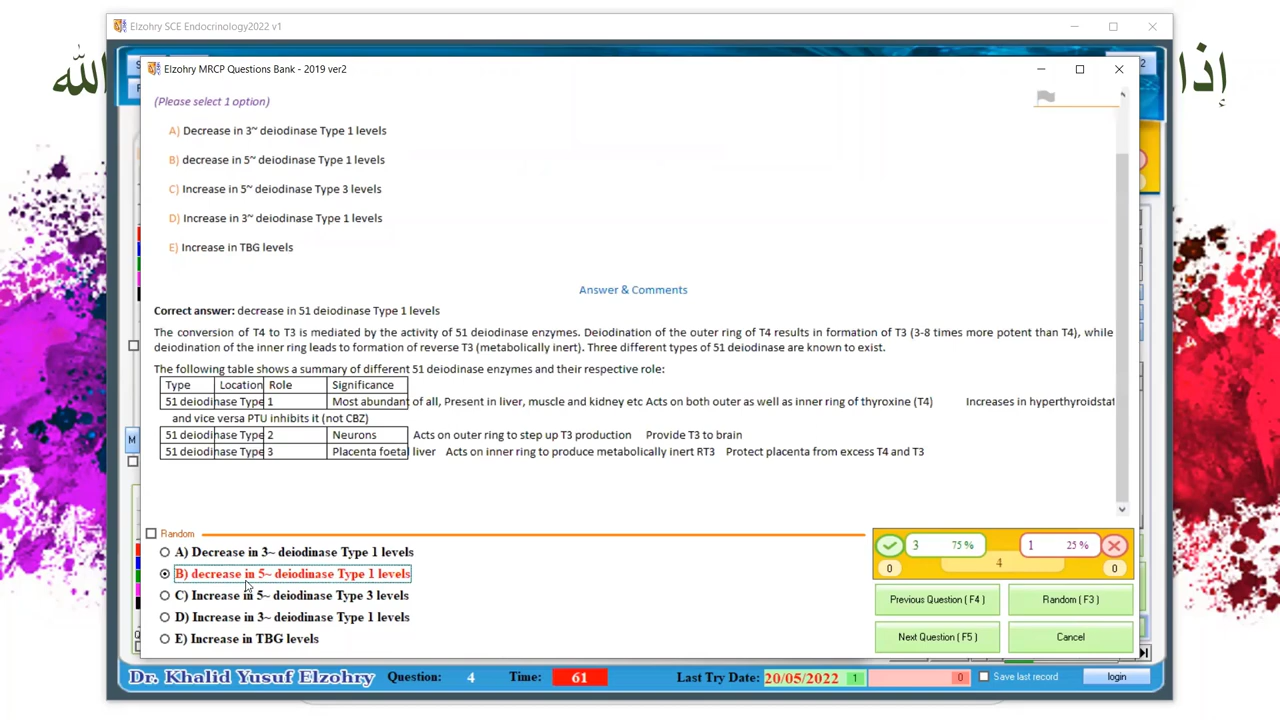 Elzohry SCE Endocrinology2022 v1
إذا
الله
Elzohry MRCP Questions Bank - 2019 ver2
(Please select 1 option)
A) Decrease in 3~ deiodinase Type 1 levels
B) decrease in 5~ deiodinase Type 1 levels
C) Increase in 5~ deiodinase Type 3 levels
D) Increase in 3~ deiodinase Type 1 levels
E) Increase in TBG levels
Answer & Comments
Correct answer: decrease in 51 deiodinase Type 1 levels
The conversion of T4 to T3 is mediated by the activity of 51 deiodinase enzymes. Deiodination of the outer ring of T4 results in formation of T3 (3-8 times more potent than T4), while
deiodination of the inner ring leads to formation of reverse T3 (metabolically inert). Three different types of 51 deiodinase are known to exist.
The following table shows a summary of different 51 deiodinase enzymes and their respective role:
Type Location Role Significance
51 deiodinase Type 1 Most abundant of all, Present in liver, muscle and kidney etc Acts on both outer as well as inner ring of thyroxine (T4) Increases in hyperthyroidstat
and vice versa PTU inhibits it (not CBZ)
51 deiodinase Type 2 Neurons Acts on outer ring to step up T3 production Provide T3 to brain
51 deiodinase Type 3 Placenta foetal liver Acts on inner ring to produce metabolically inert RT3 Protect placenta from excess T4 and T3
Random
A) Decrease in 3~ deiodinase Type 1 levels
B) decrease in 5~ deiodinase Type 1 levels
C) Increase in 5~ deiodinase Type 3 levels
D) Increase in 3~ deiodinase Type 1 levels
E) Increase in TBG levels
3 75 % 1 25 %
0 4 0
Previous Question ( F4 ) Random ( F3 )
Next Question ( F5 ) Cancel
M
Dr. Khalid Yusuf Elzohry Question: 4 Time: 61 Last Try Date: 20/05/2022 1 0 Save last record login